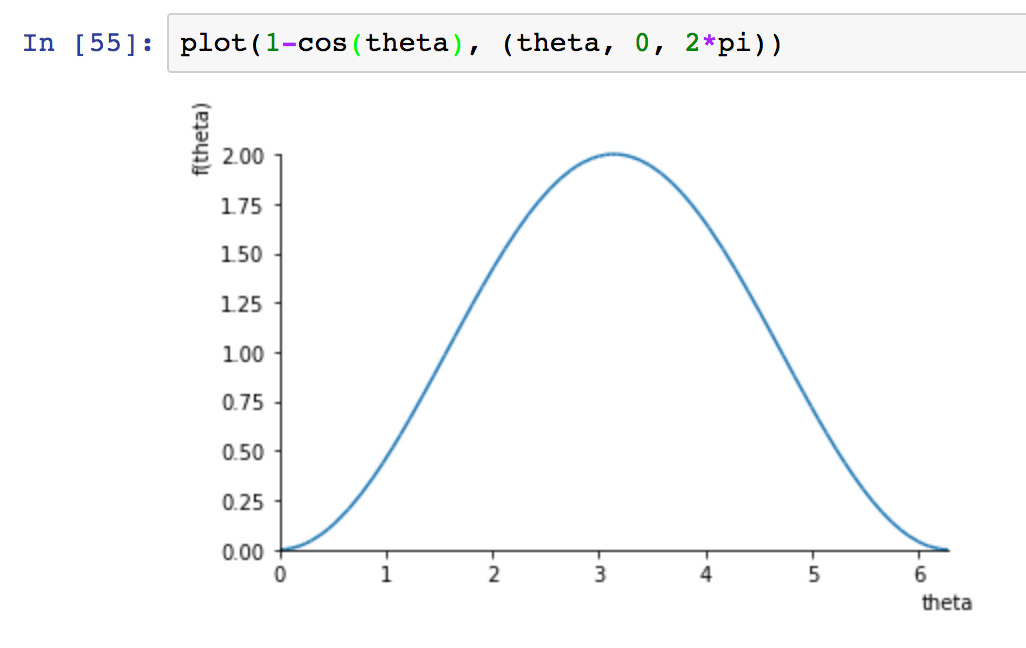 In [55]: plot(1-cos(theta), (theta, 0, 2*pi))
f(theta)
2.00
1.75
1.50
1.25
1.00
0.75
0.50
0.25
0.00
0 1 2 3 4 5 6
theta